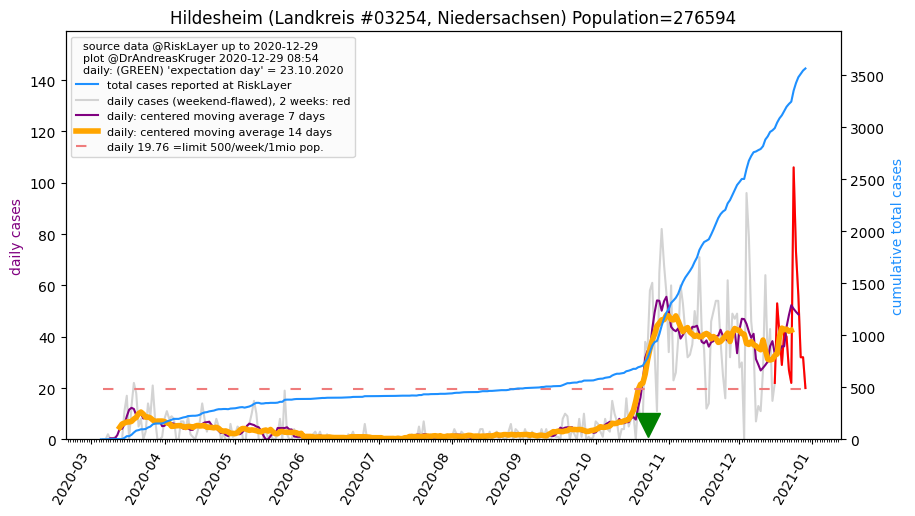 Hildesheim (Landkreis #03254, Niedersachsen) Population=276594
source data @RiskLayer up to 2020-12-29
plot @DrAndreasKruger 2020-12-29 08:54
daily: (GREEN) 'expectation day' = 23.10.2020
total cases reported at RiskLayer
daily cases (weekend-flawed), 2 weeks: red
daily: centered moving average 7 days
daily: centered moving average 14 days
daily 19.76 =limit 500/week/1mio pop.
daily cases
0
20
40
60
80
100
120
140
cumulative total cases
0
500
1000
1500
2000
2500
3000
3500
2020-03
2020-04
2020-05
2020-06
2020-07
2020-08
2020-09
2020-10
2020-11
2020-12
2021-01